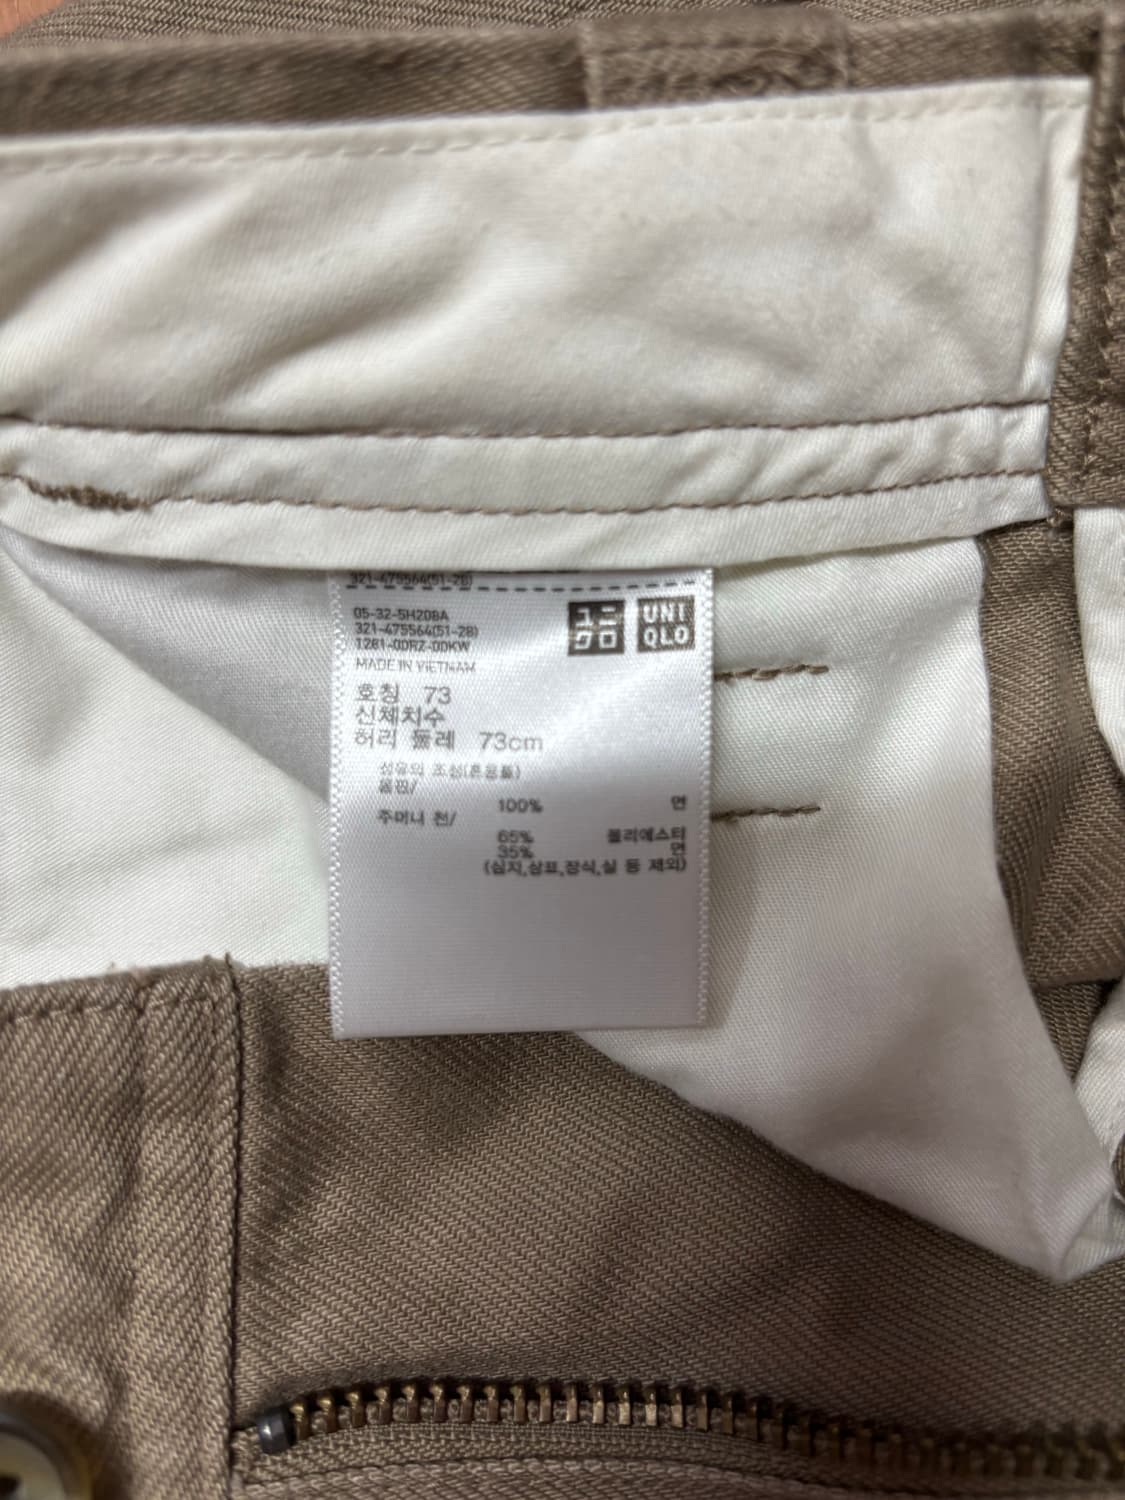 321-475564(51-28)
05-32-5H208A
321-475564(51-28)
1281-0DRZ-0DKW
MADE IN VIETNAM
ユニ
クロ
UNI
QLO
호칭 73
신체치수
허리 둘레 73cm
섬유의 조성(혼용률)
몸판/
100% 면
주머니 천/
65% 폴리에스터
35% 면
(심지,상표,장식,실 등 제외)